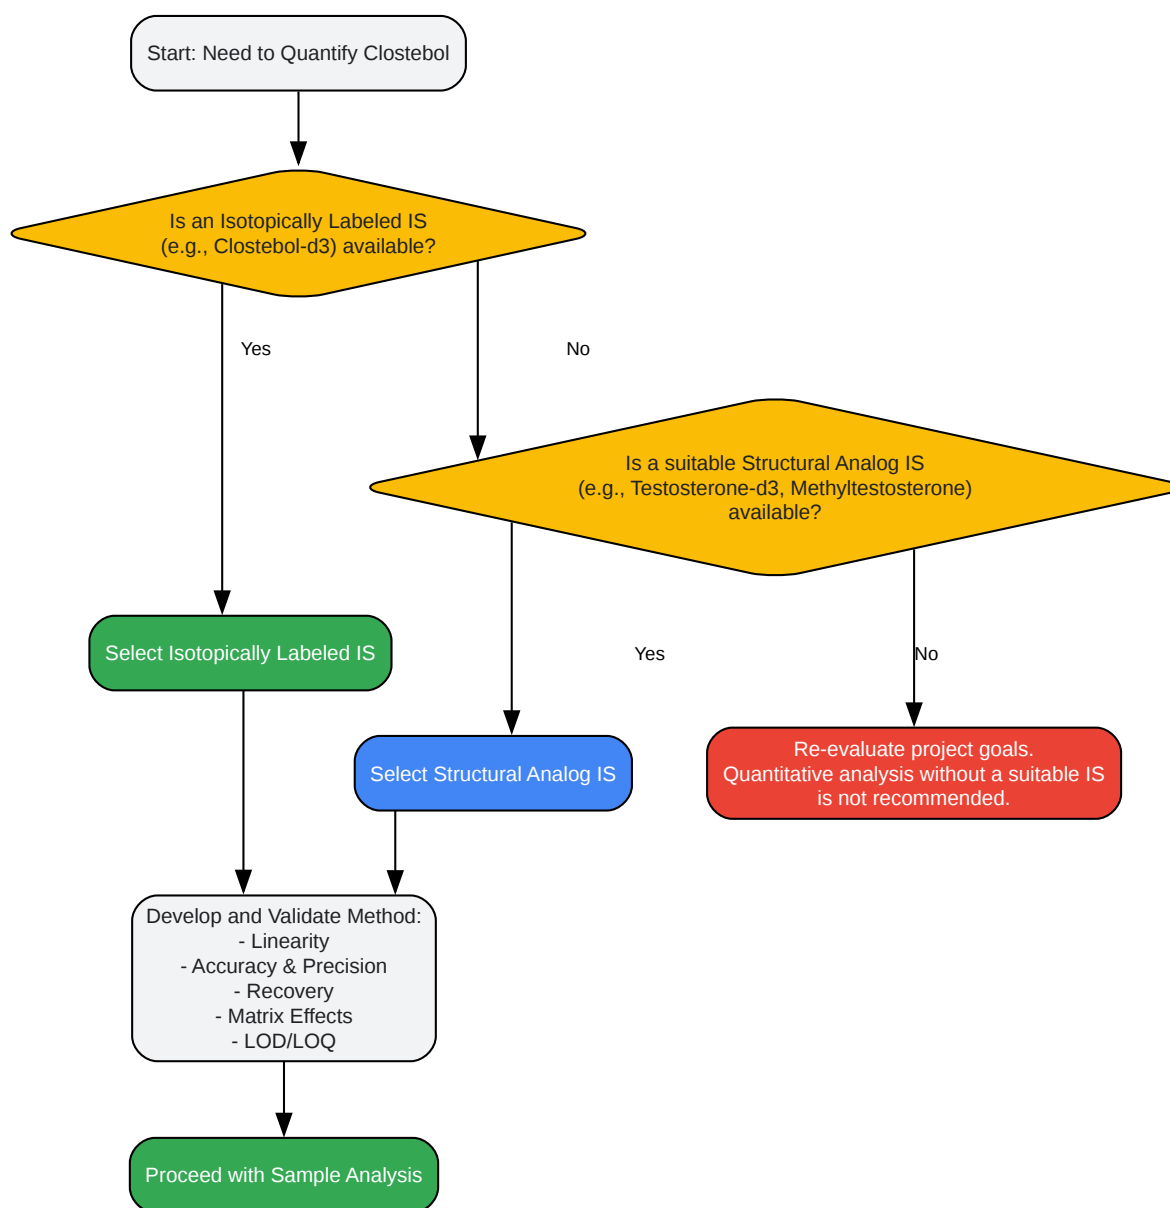 Start: Need to Quantify Clostebol
Is an Isotopically Labeled IS
(e.g., Clostebol-d3) available?
Yes
No
Is a suitable Structural Analog IS
(e.g., Testosterone-d3, Methyltestosterone)
available?
Select Isotopically Labeled IS
Yes
No
Select Structural Analog IS
Re-evaluate project goals.
Quantitative analysis without a suitable IS
is not recommended.
Develop and Validate Method:
- Linearity
- Accuracy & Precision
- Recovery
- Matrix Effects
- LOD/LOQ
Proceed with Sample Analysis